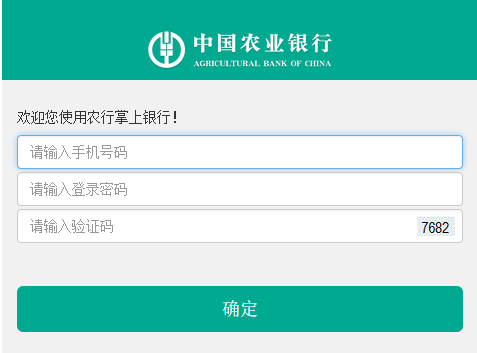 中国农业银行
AGRICULTURAL BANK OF CHINA
欢迎您使用农行掌上银行!
请输入手机号码
请输入登录密码
请输入验证码 7682
确定